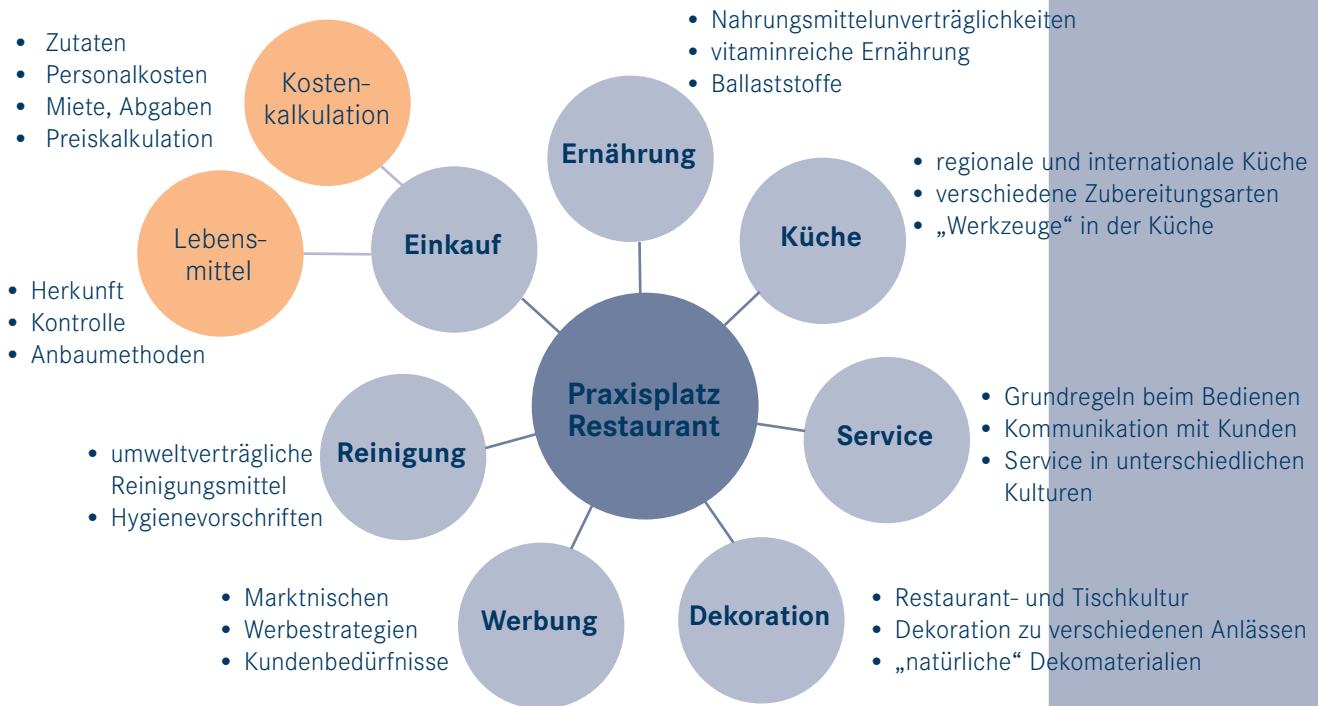 • Zutaten
• Personalkosten
• Miete, Abgaben
• Preiskalkulation
Kosten-
kalkulation
• Nahrungsmittelunverträglichkeiten
• vitaminreiche Ernährung
• Ballaststoffe
Ernährung
• regionale und internationale Küche
• verschiedene Zubereitungsarten
• „Werkzeuge“ in der Küche
Küche
Lebens-
mittel
Einkauf
• Herkunft
• Kontrolle
• Anbaumethoden
Praxisplatz
Restaurant
• Grundregeln beim Bedienen
• Kommunikation mit Kunden
• Service in unterschiedlichen
Kulturen
Service
Reinigung
• umweltverträgliche
Reinigungsmittel
• Hygienevorschriften
• Marktnischen
• Werbestrategien
• Kundenbedürfnisse
Werbung
Dekoration
• Restaurant- und Tischkultur
• Dekoration zu verschiedenen Anlässen
• „natürliche“ Dekomaterialien